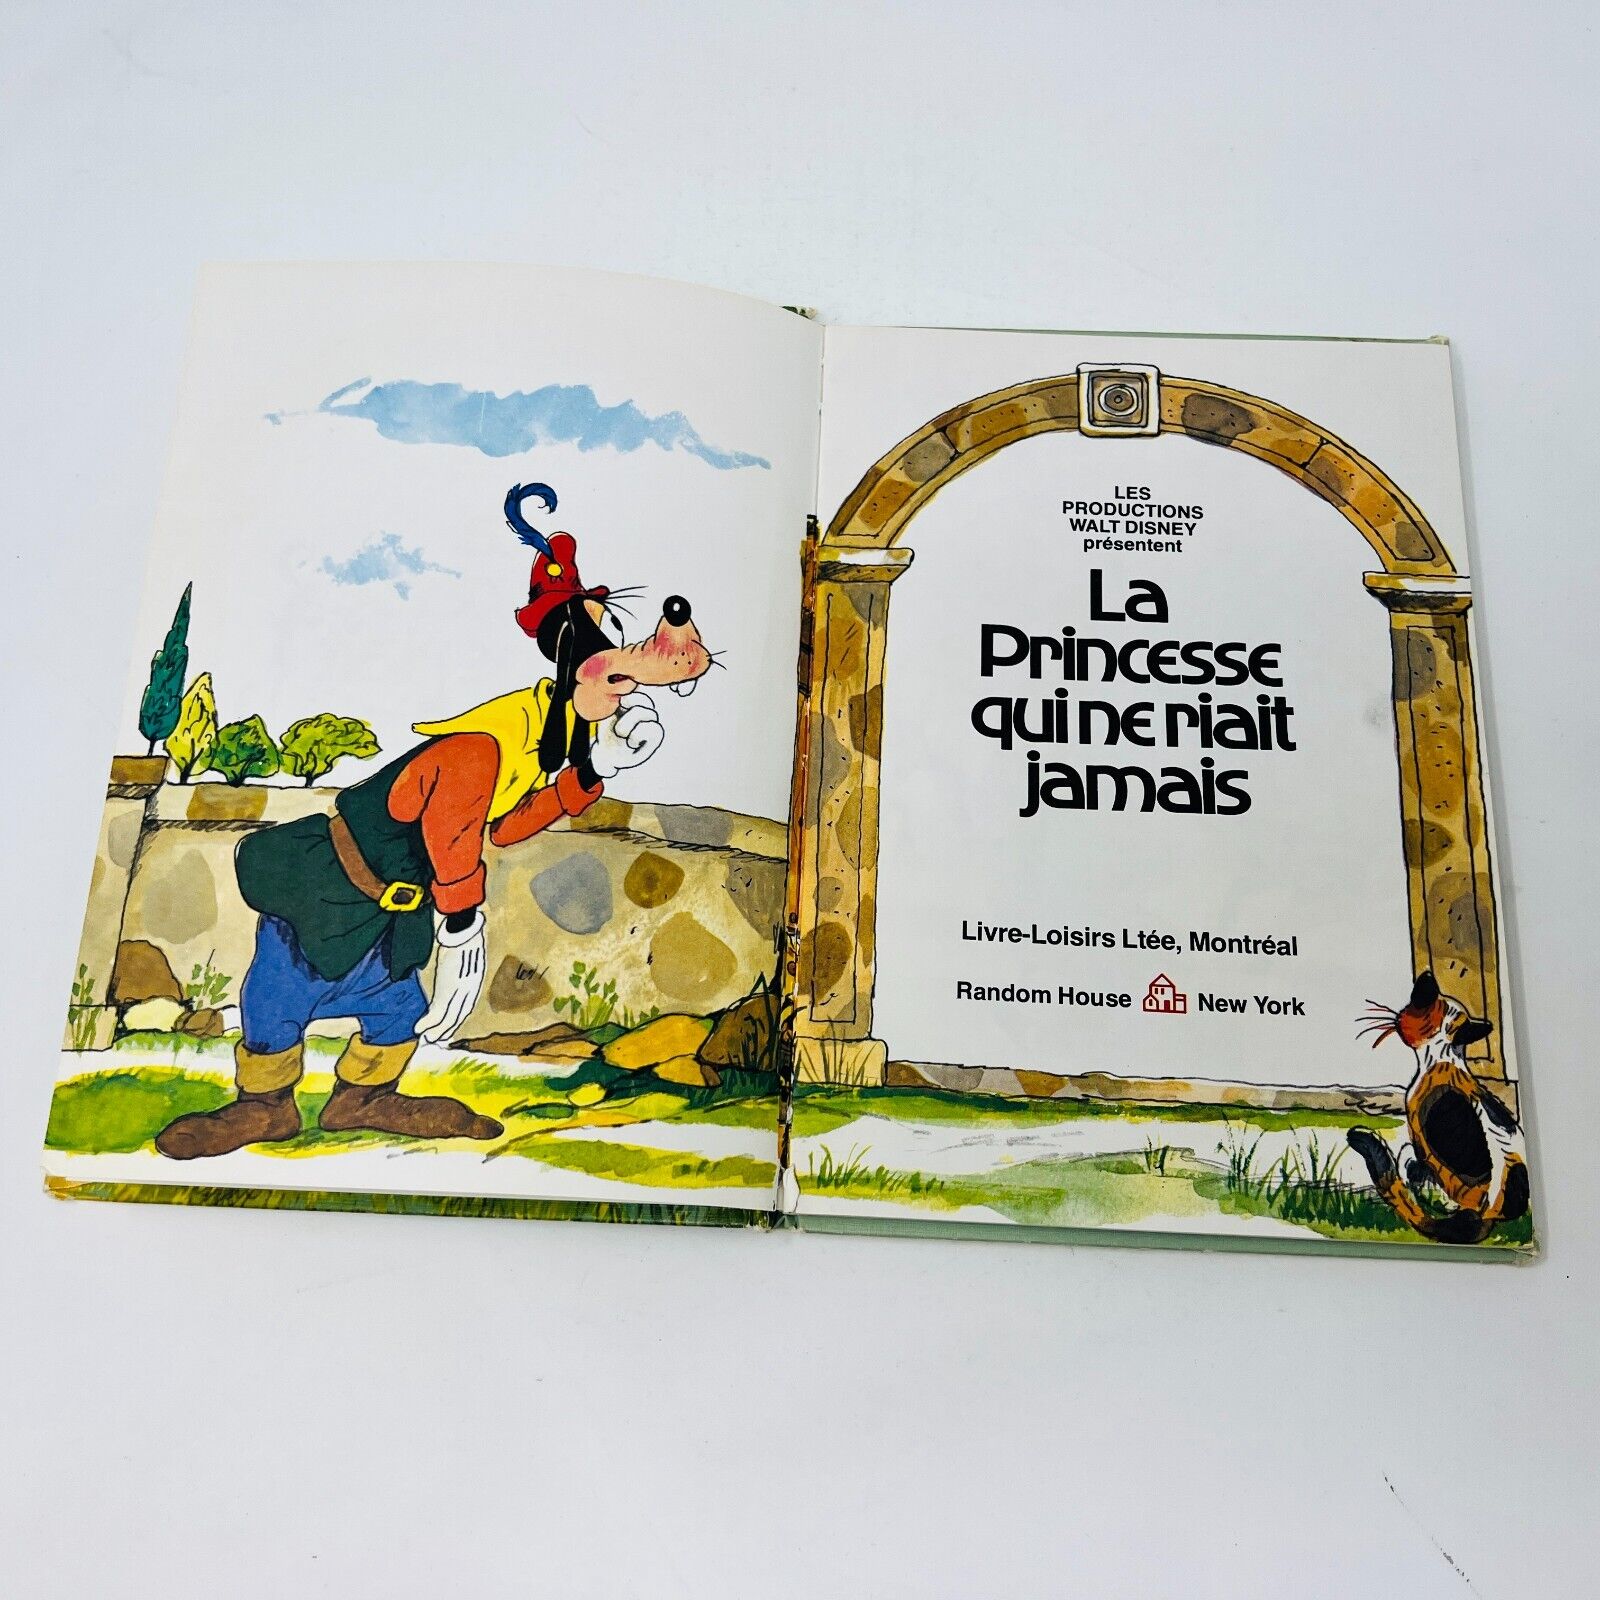 LES
PRODUCTIONS
WALT DISNEY
présentent
La
Princesse
qui ne riait
jamais
Livre-Loisirs Ltée, Montréal
Random House New York